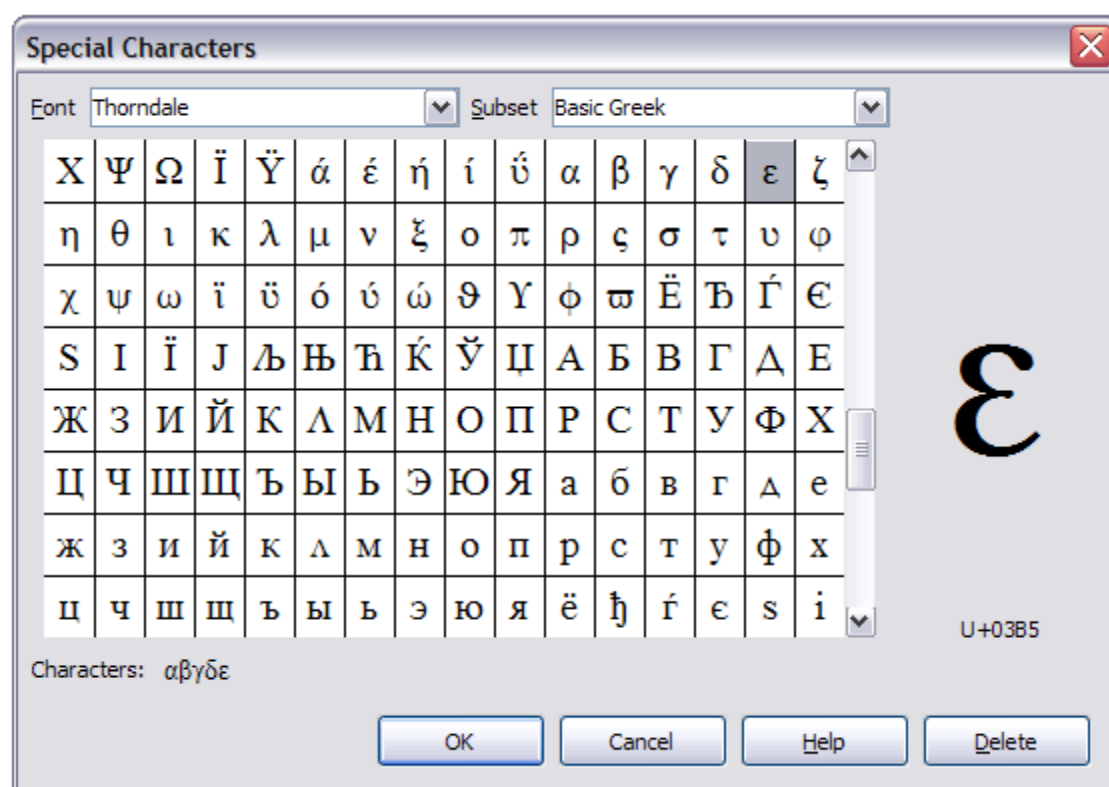 Special Characters
Font Thorndale Subset Basic Greek
Χ Ψ Ω Ϊ Ϋ ά έ ή ί ΰ α β γ δ ε ζ
η θ ι κ λ μ ν ξ ο π ρ ς σ τ υ φ
χ ψ ω ϊ ϋ ό ύ ώ ϑ ϒ ϕ ϖ Ё Ђ Ѓ Є
Ѕ І Ї Ј Љ Њ Ћ Ќ Ў Џ А Б В Г Д Е
Ж З И Й К Л М Н О П Р С Т У Ф Х
Ц Ч Ш Щ Ъ Ы Ь Э Ю Я а б в г д е
ж з и й к л м н о п р с т у ф х
ц ч ш щ ъ ы ь э ю я ё ђ ѓ є ѕ і
ε
U+03B5
Characters: αβγδε
OK Cancel Help Delete